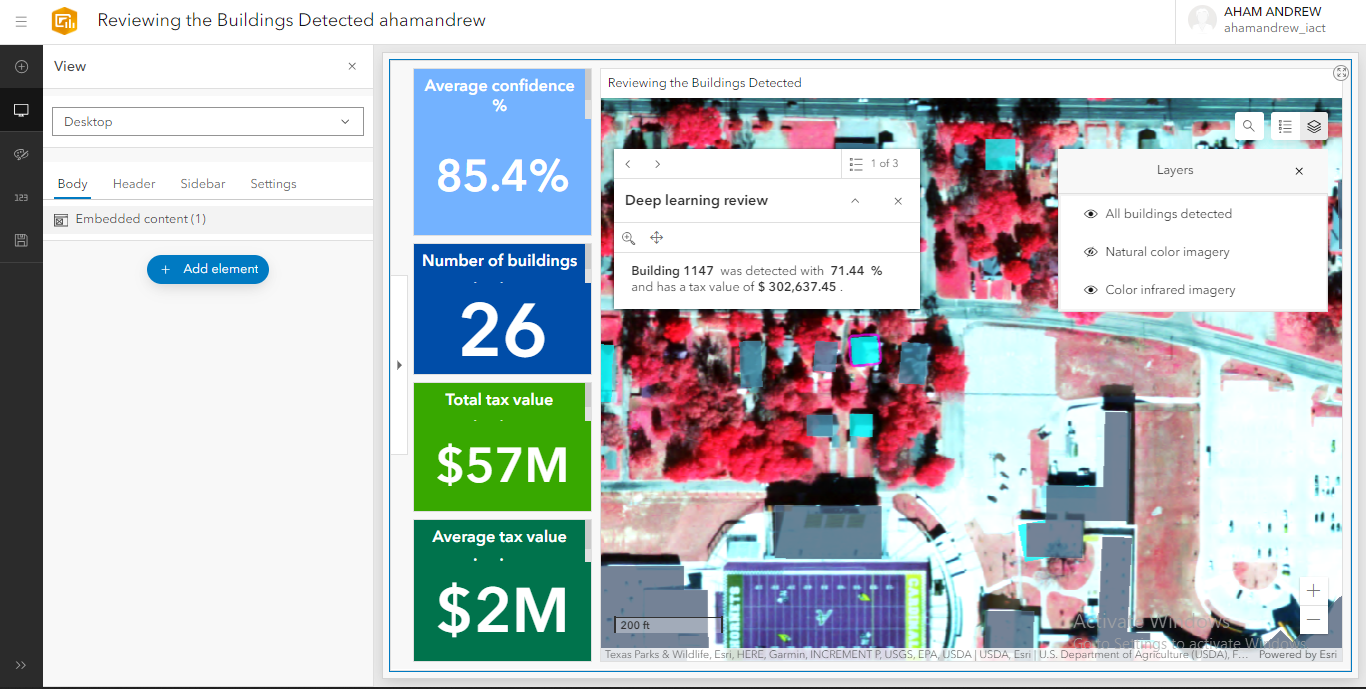 Reviewing the Buildings Detected ahamandrew
AHAM ANDREW
ahamandrew_iact
View
Desktop
Body Header Sidebar Settings
Embedded content (1)
+ Add element
123
Average confidence
%
85.4%
Number of buildings
26
Total tax value
$57M
Average tax value
$2M
Reviewing the Buildings Detected
1 of 3
Deep learning review
Building 1147 was detected with 71.44 %
and has a tax value of $ 302,637.45 .
Layers
All buildings detected
Natural color imagery
Color infrared imagery
HORNETS
200 ft
Activate Windows
Go to Settings to activate Windows.
Texas Parks & Wildlife, Esri, HERE, Garmin, INCREMENT P, USGS, EPA, USDA | USDA, Esri | U.S. Department of Agriculture (USDA), F... Powered by Esri